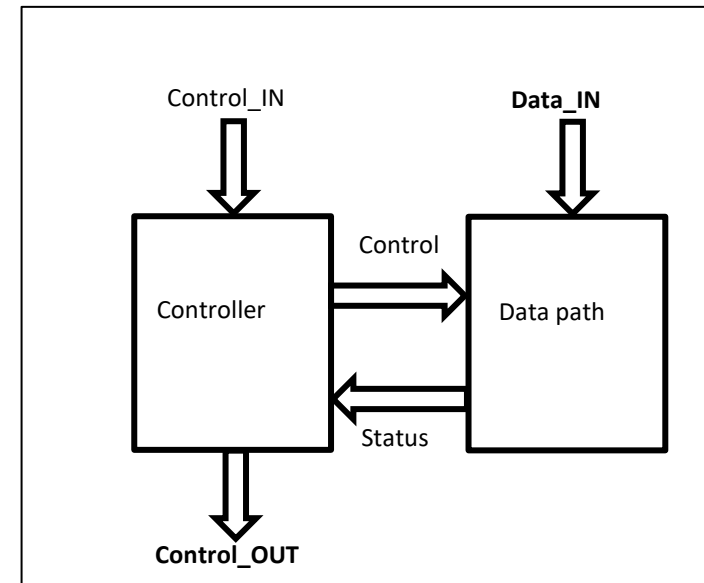 Control_IN
Data_IN
Control
Controller
Data path
Status
Control_OUT